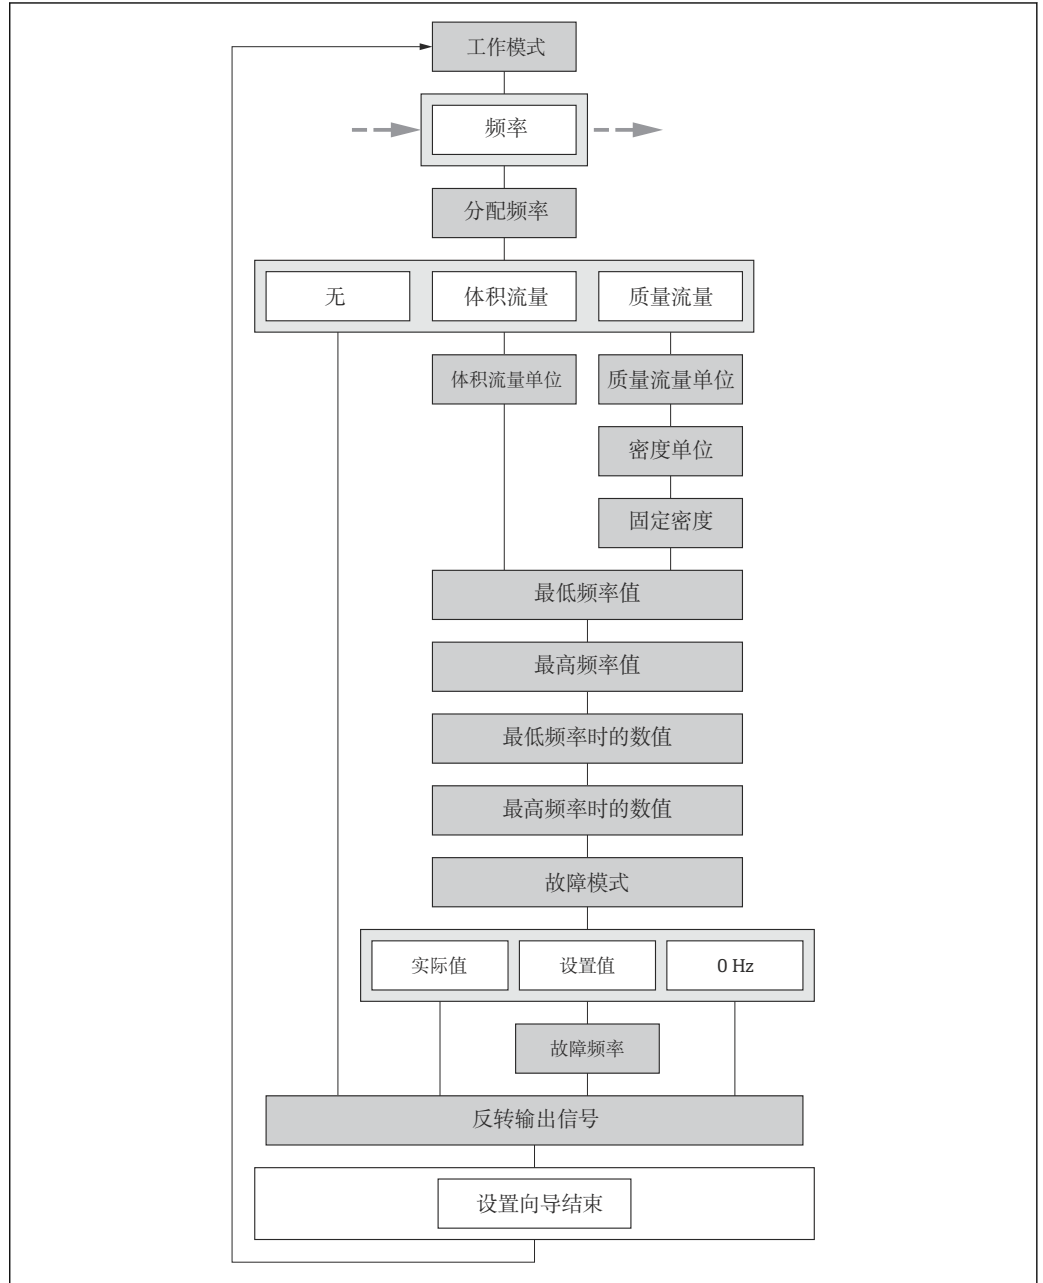 工作模式
频率
分配频率
无
体积流量
质量流量
体积流量单位
质量流量单位
密度单位
固定密度
最低频率值
最高频率值
最低频率时的数值
最高频率时的数值
故障模式
实际值
设置值
0 Hz
故障频率
反转输出信号
设置向导结束